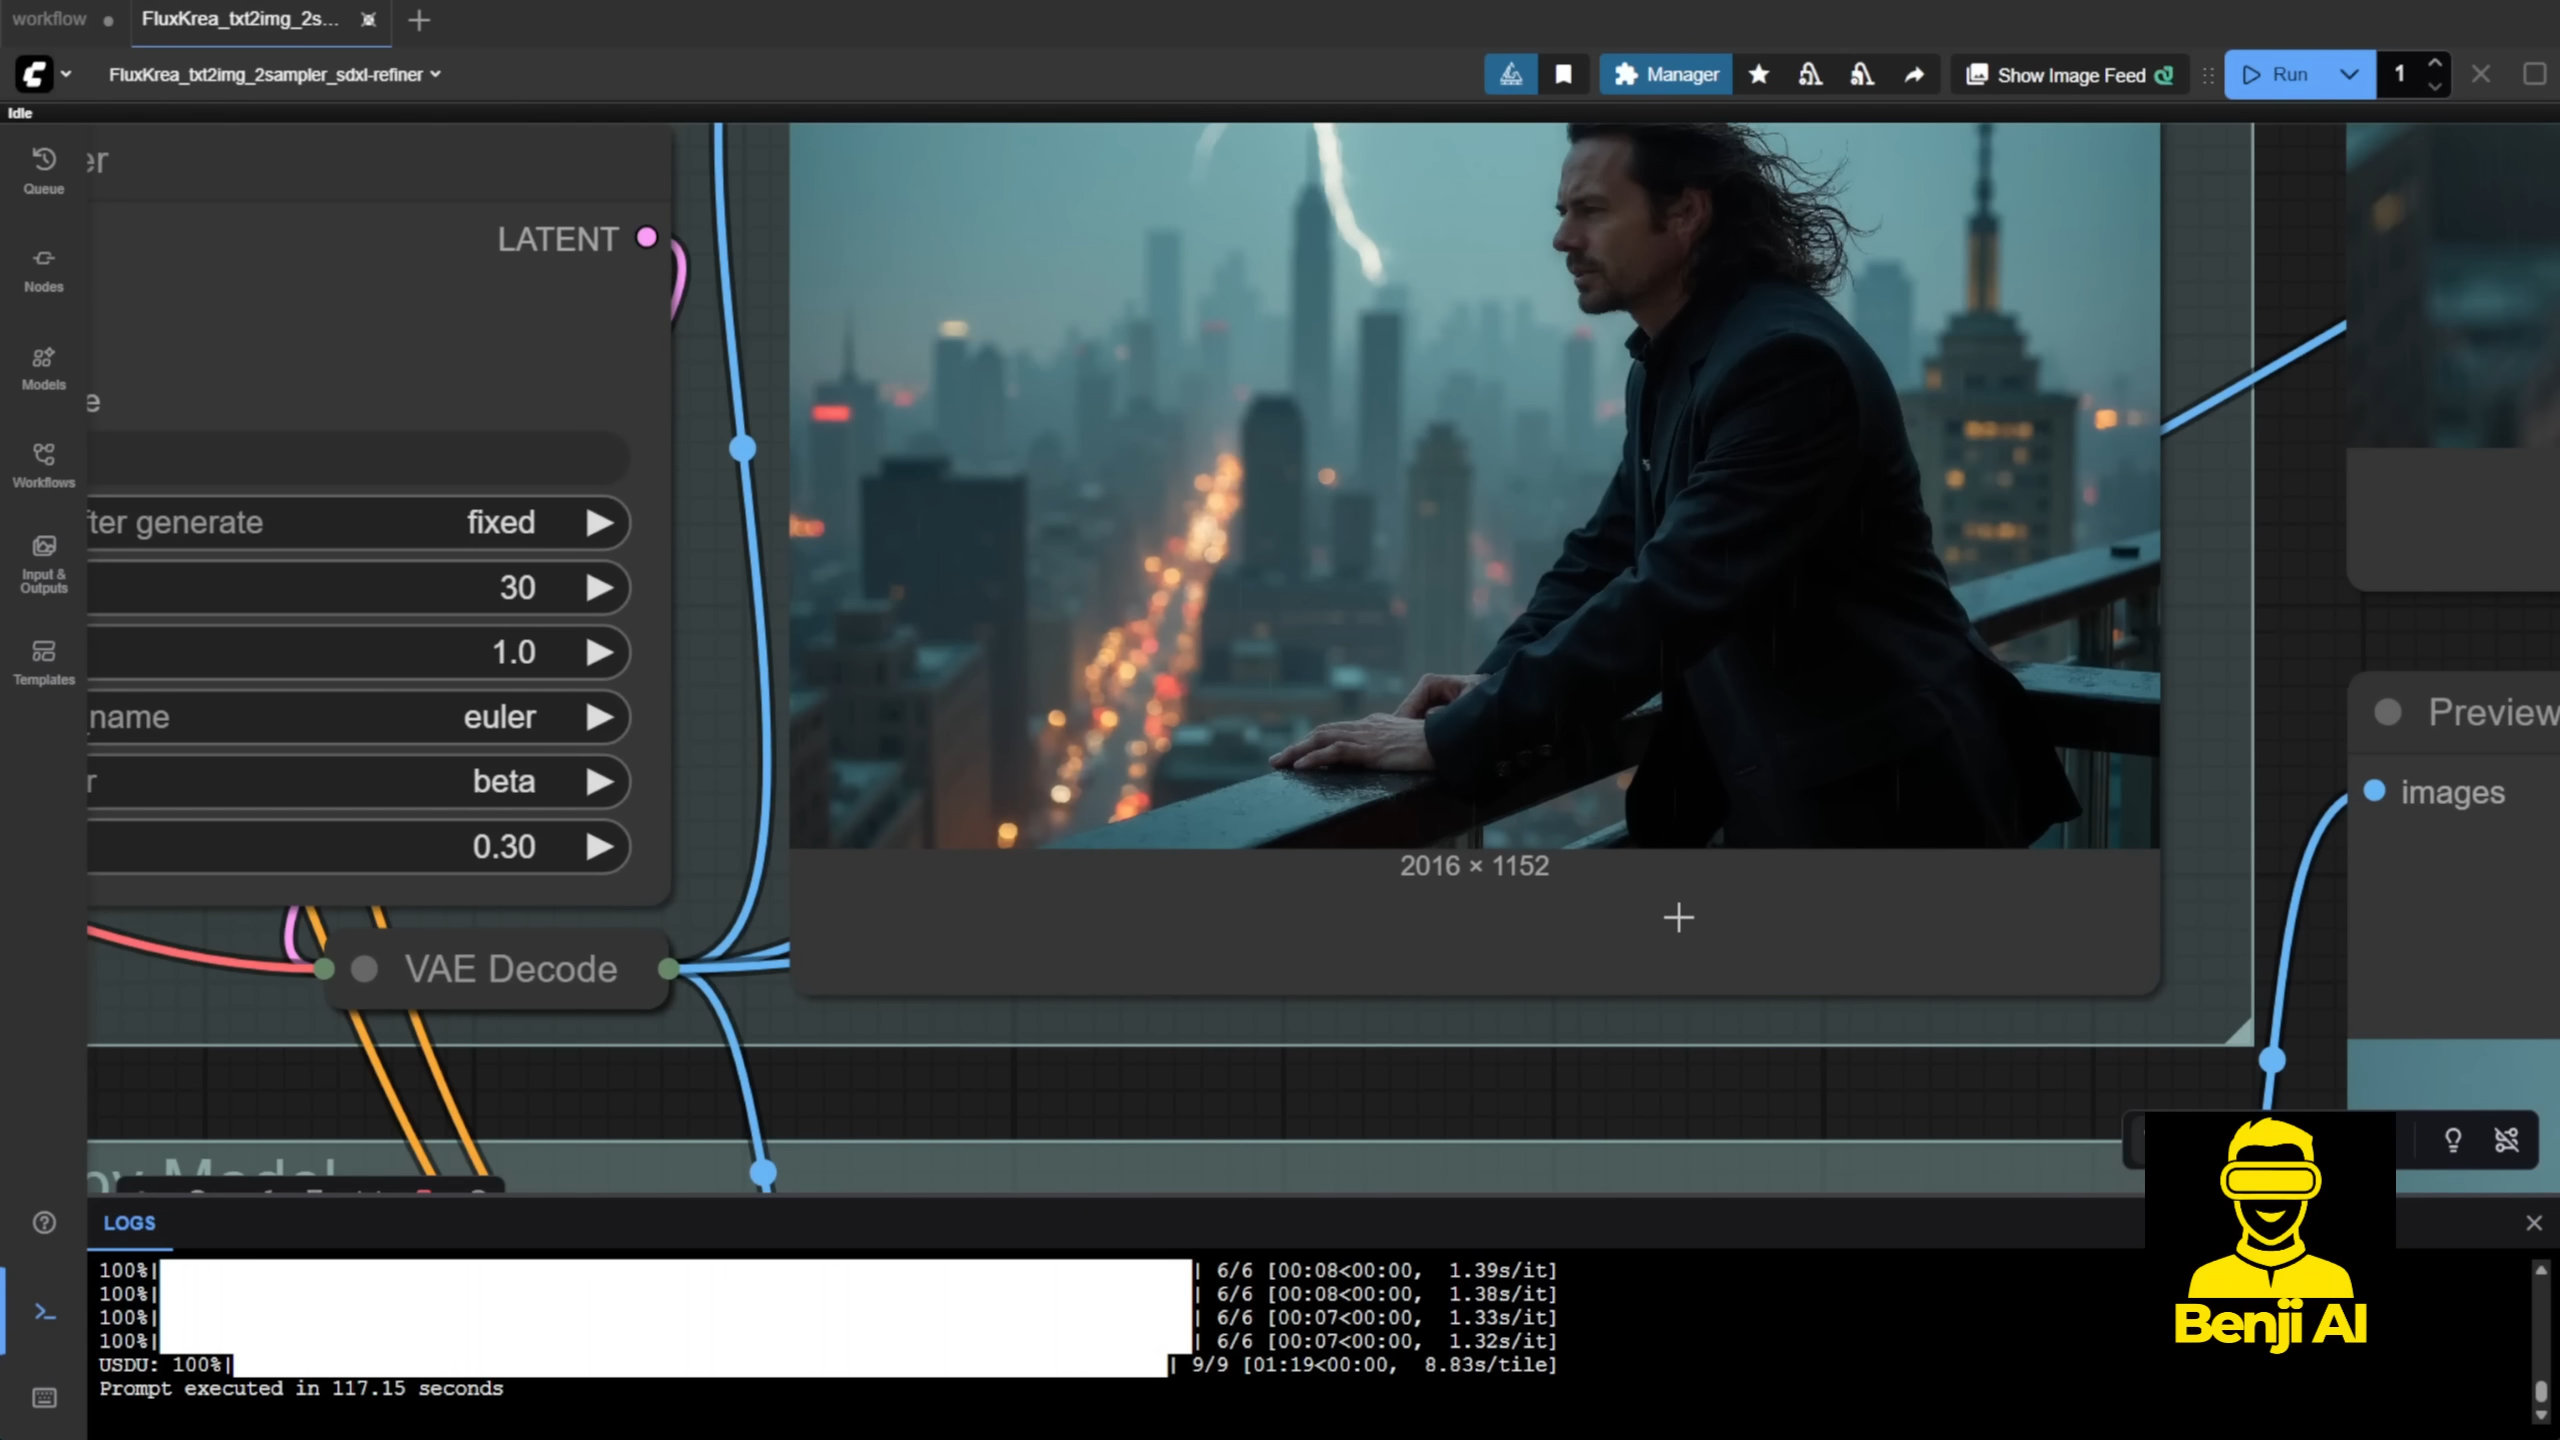 workflow
FluxKrea_txt2img_2s...
FluxKrea_txt2img_2sampler_sdxl-refiner
Manager
Show Image Feed
Run
1
Idle
Queue
Nodes
Models
Workflows
Input &
Outputs
Templates
er
LATENT
e
fter generate fixed
30
1.0
_name euler
r beta
0.30
VAE Decode
2016 × 1152
Preview
images
LOGS
100%| | 6/6 [00:08<00:00, 1.39s/it]
100%| | 6/6 [00:08<00:00, 1.38s/it]
100%| | 6/6 [00:07<00:00, 1.33s/it]
100%| | 6/6 [00:07<00:00, 1.32s/it]
USDU: 100%| | 9/9 [01:19<00:00, 8.83s/tile]
Prompt executed in 117.15 seconds
Benji AI